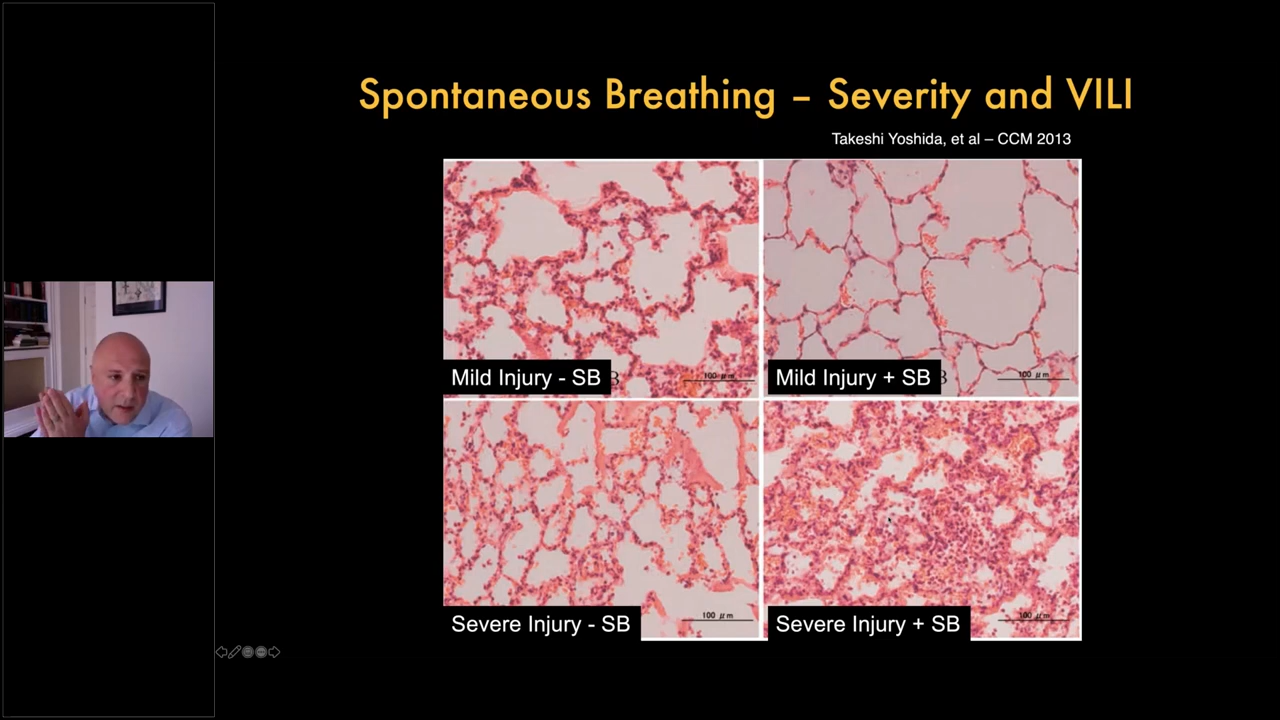 Spontaneous Breathing – Severity and VILI
Takeshi Yoshida, et al – CCM 2013
Mild Injury - SB
100 μm
Mild Injury + SB
100 μm
Severe Injury - SB
100 μm
Severe Injury + SB
100 μm